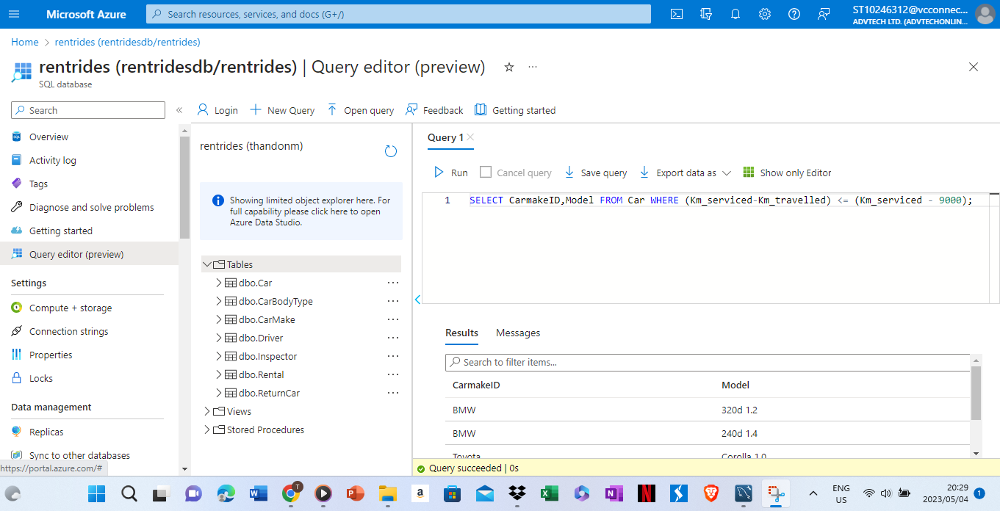 Microsoft Azure
Search resources, services, and docs (G+/)
ST10246312@vcconnec...
ADVTECH LTD. (ADVTECHONLIN...
Home > rentrides (rentridesdb/rentrides)
rentrides (rentridesdb/rentrides) | Query editor (preview)
SQL database
Search
Login
New Query
Open query
Feedback
Getting started
Overview
Activity log
Tags
Diagnose and solve problems
Getting started
Query editor (preview)
Settings
Compute + storage
Connection strings
Properties
Locks
Data management
Replicas
Sync to other databases
https://portal.azure.com/#
rentrides (thandonm)
Showing limited object explorer here. For
full capability please click here to open
Azure Data Studio.
Tables
dbo.Car
dbo.CarBodyType
dbo.CarMake
dbo.Driver
dbo.Inspector
dbo.Rental
dbo.ReturnCar
Views
Stored Procedures
Query 1
Run
Cancel query
Save query
Export data as
Show only Editor
1 SELECT CarmakeID,Model FROM Car WHERE (Km_serviced-Km_travelled) <= (Km_serviced - 9000);
Results
Messages
Search to filter items...
CarmakeID Model
BMW 320d 1.2
BMW 240d 1.4
Toyota Corolla 1.0
Query succeeded | 0s
ENG
US
20:29
2023/05/04
1